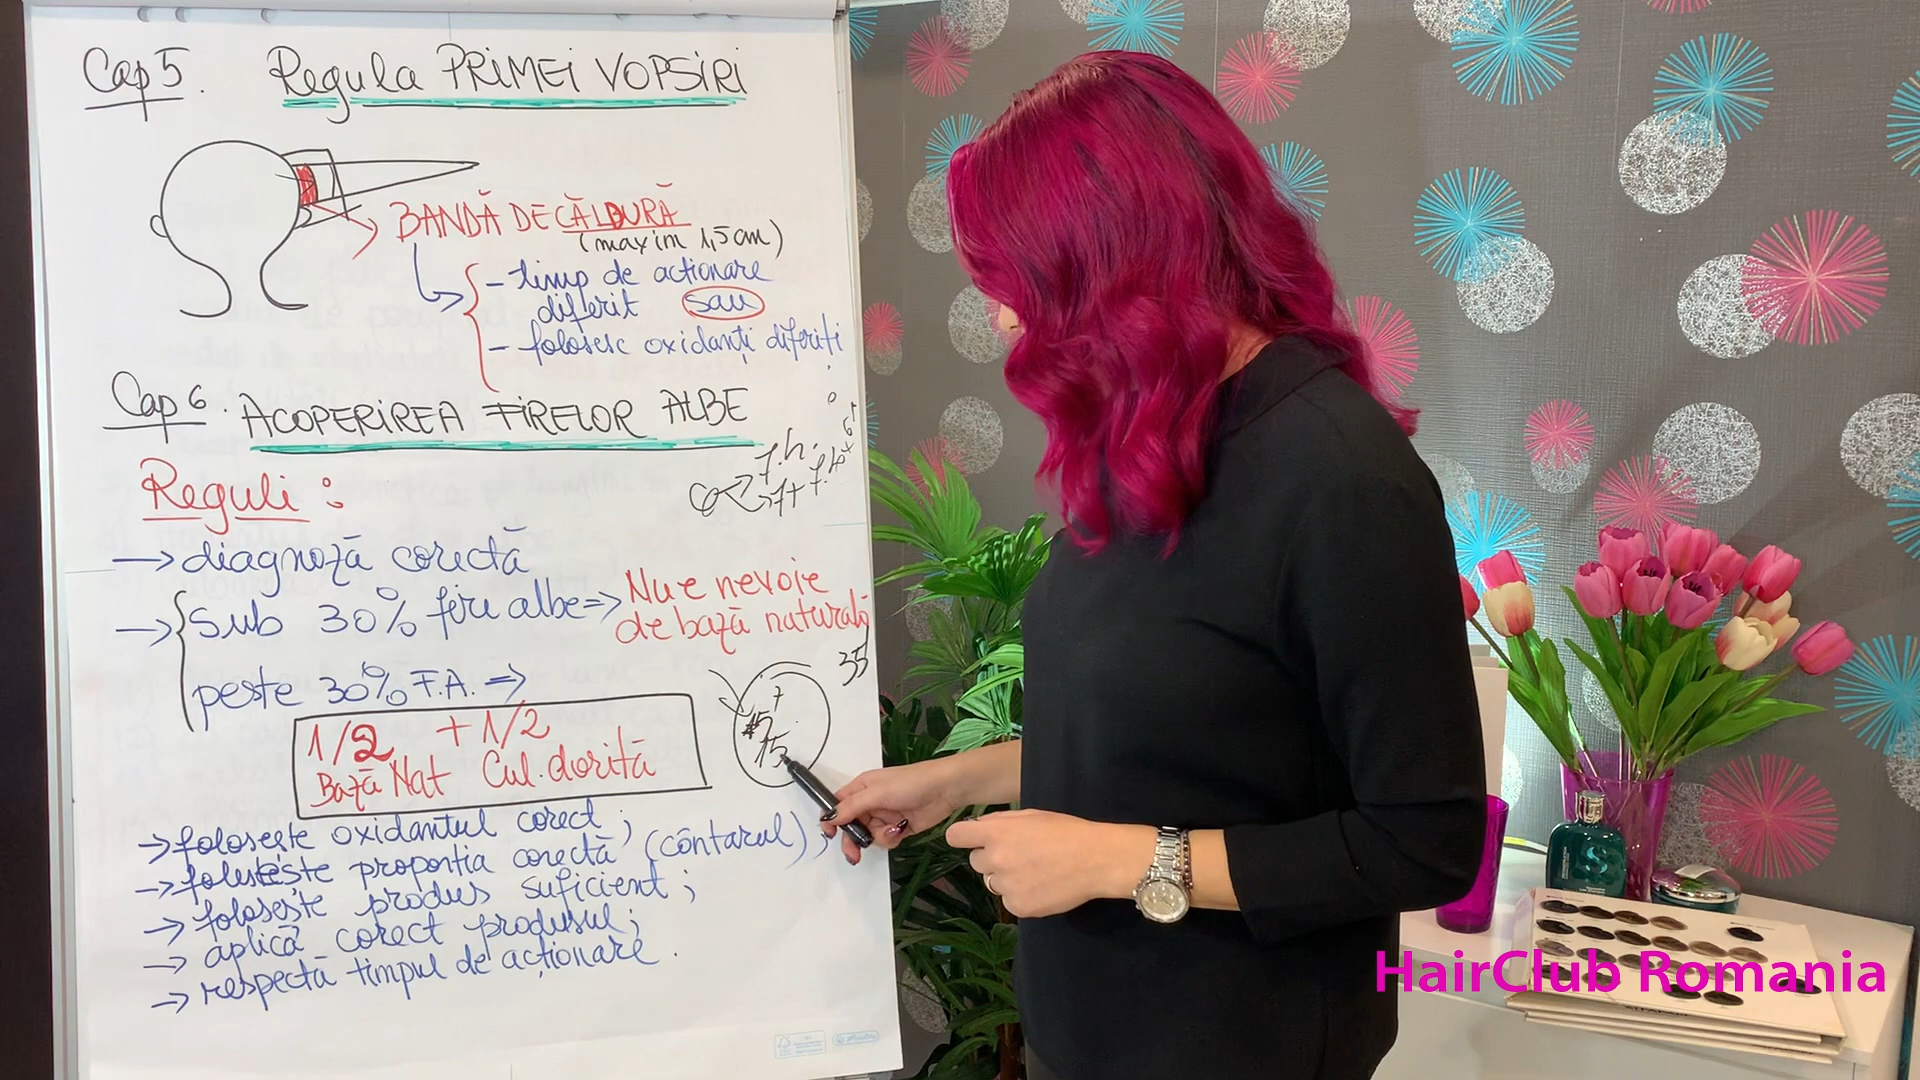 Cap 5. Regula PRIMEI VOPSIRI
BANDĂ DE CĂLDURĂ
(maxim 1,5 cm)
- timp de acționare
diferit sau
- folosesc oxidanți diferiți
Cap 6. ACOPERIREA FIRELOR ALBE
Reguli :
→ diagnoză corectă
→ Sub 30% fire albe => Nu e nevoie
de bază naturală
35
peste 30% F.A. =>
1/2 + 1/2
Bază Nat Cul. dorită
→ folosește oxidantul corect ;
→ folosește proporția corectă (cântarul) ;
→ folosește produs suficient ;
→ aplică corect produsul ;
→ respectă timpul de acționare .
HairClub Romania